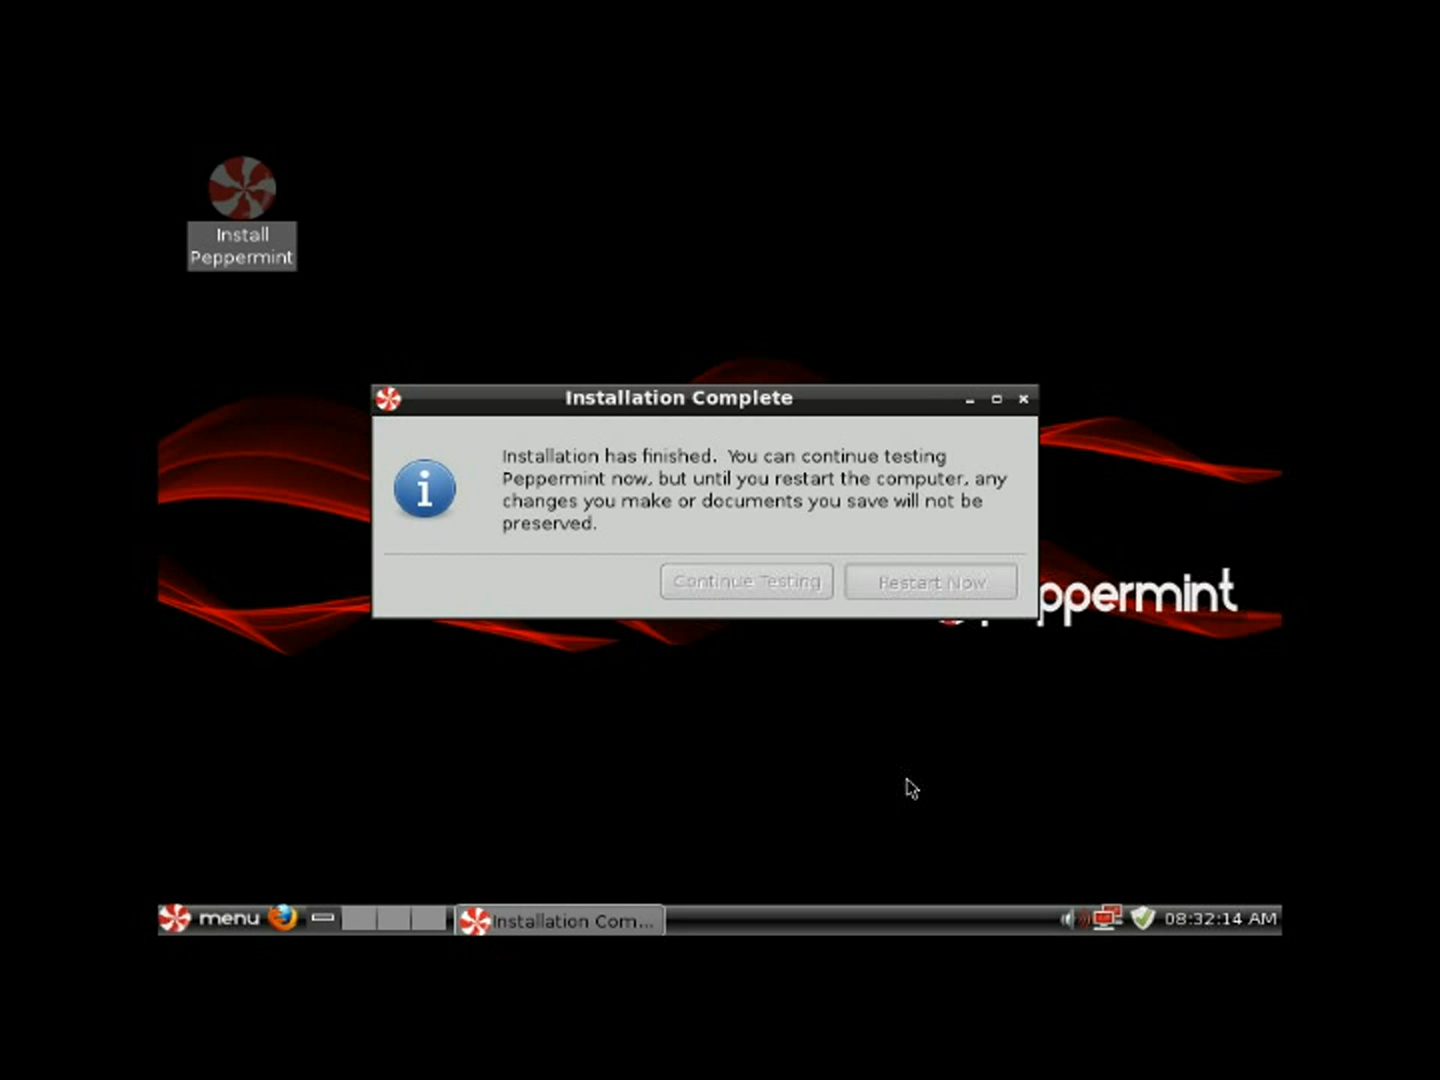 Install
Peppermint
Installation Complete
Installation has finished. You can continue testing
Peppermint now, but until you restart the computer, any
changes you make or documents you save will not be
preserved.
Continue Testing
Restart Now
ppermint
menu
Installation Com...
08:32:14 AM